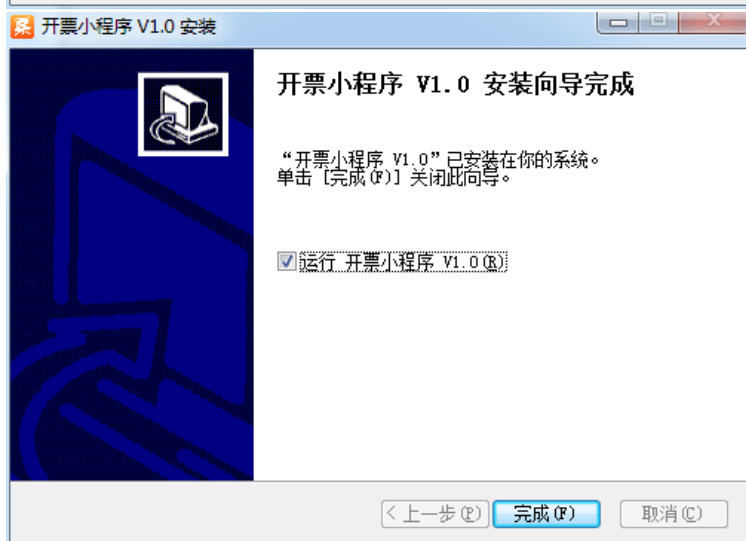 开票小程序 V1.0 安装
开票小程序 V1.0 安装向导完成
“开票小程序 V1.0”已安装在你的系统。
单击 [完成(F)] 关闭此向导。
运行 开票小程序 V1.0(R)
< 上一步(P) 完成(F) 取消(C)